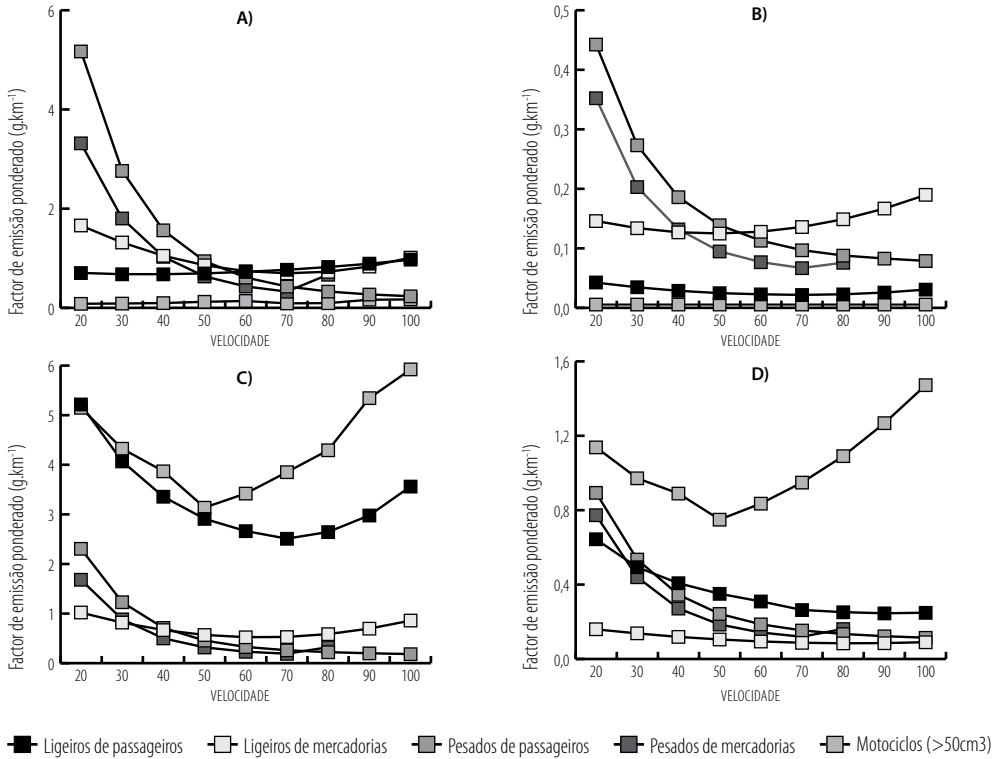 A)
Factor de emissão ponderado (g.km⁻¹)
6
4
2
0
20 30 40 50 60 70 80 90 100
VELOCIDADE
B)
Factor de emissão ponderado (g.km⁻¹)
0,5
0,4
0,3
0,2
0,1
0,0
20 30 40 50 60 70 80 90 100
VELOCIDADE
C)
Factor de emissão ponderado (g.km⁻¹)
6
5
4
3
2
1
0
20 30 40 50 60 70 80 90 100
VELOCIDADE
D)
Factor de emissão ponderado (g.km⁻¹)
1,6
1,2
0,8
0,4
0,0
20 30 40 50 60 70 80 90 100
VELOCIDADE
Ligeiros de passageiros Ligeiros de mercadorias Pesados de passageiros Pesados de mercadorias Motociclos (>50cm3)